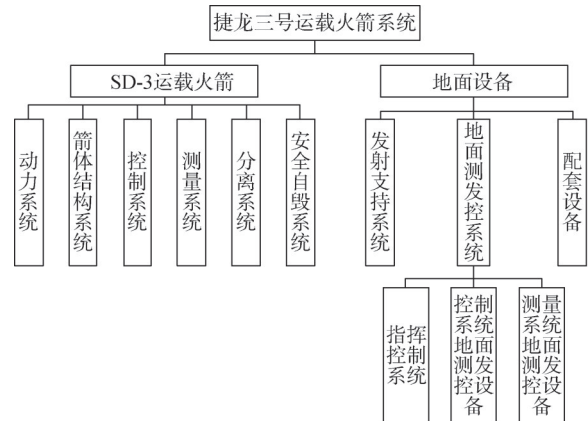 捷龙三号运载火箭系统
SD-3运载火箭
地面设备
动力系统
箭体结构系统
控制系统
测量系统
分离系统
安全自毁系统
发射支持系统
地面测发控系统
配套设备
指挥控制系统
控制系统地面测发控设备
测量系统地面测发控设备